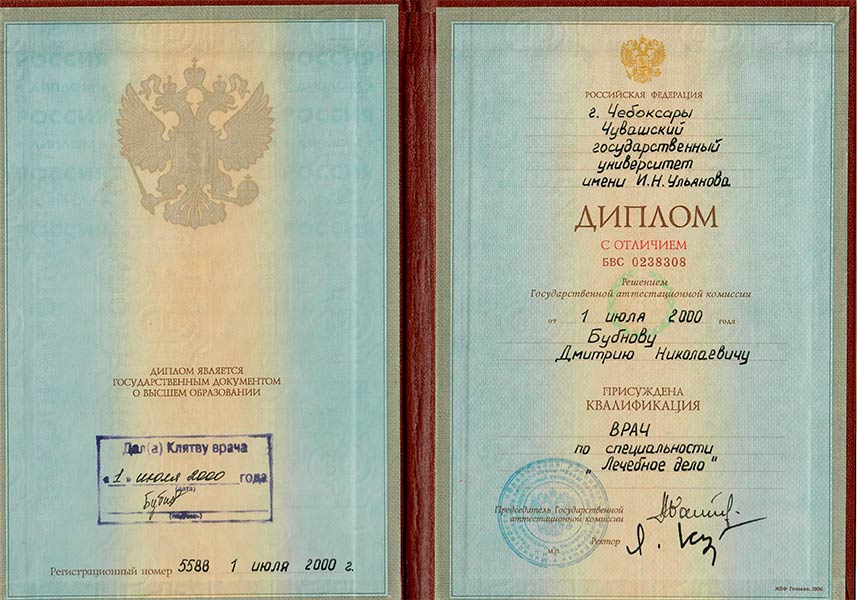 ДИПЛОМ ЯВЛЯЕТСЯ
ГОСУДАРСТВЕННЫМ ДОКУМЕНТОМ
О ВЫСШЕМ ОБРАЗОВАНИИ
Дал(а) Клятву врача
"1" июля 2000 года
(дата)
Регистрационный номер 5588 1 июля 2000 г.
РОССИЙСКАЯ ФЕДЕРАЦИЯ
г. Чебоксары
Чувашский
государственный
университет
имени И.Н.Ульянова
ДИПЛОМ
С ОТЛИЧИЕМ
БВС 0238308
Решением
Государственной аттестационной комиссии
от 1 июля 2000 года
Бубнову
Дмитрию Николаевичу
ПРИСУЖДЕНА
КВАЛИФИКАЦИЯ
ВРАЧ
по специальности
„Лечебное дело"
Председатель Государственной
аттестационной комиссии
Ректор
М.П.